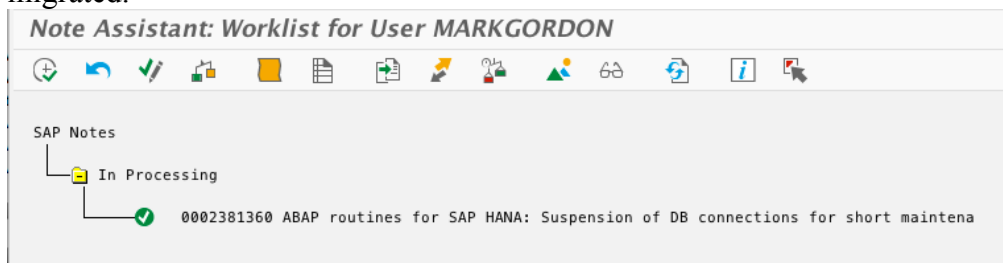 migrated.
Note Assistant: Worklist for User MARKGORDON
SAP Notes
In Processing
0002381360 ABAP routines for SAP HANA: Suspension of DB connections for short maintena